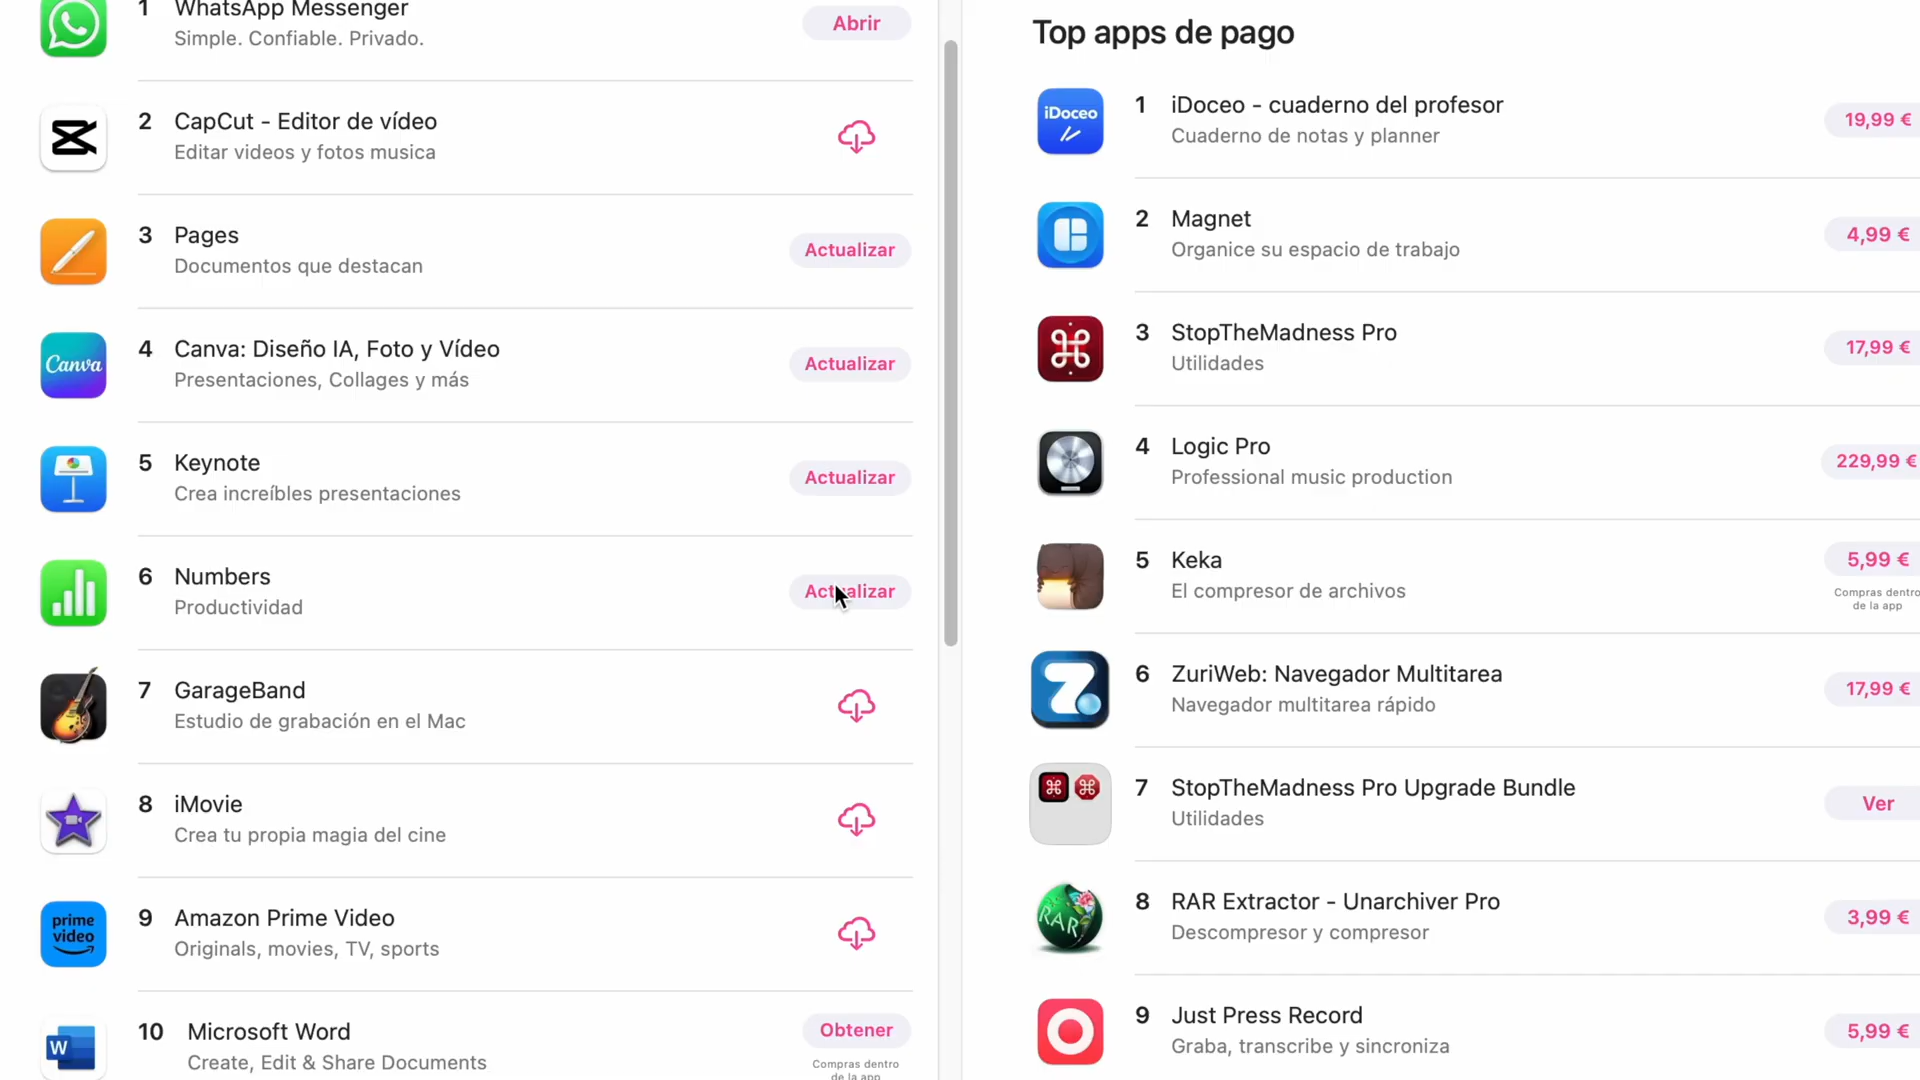 1 WhatsApp Messenger
Simple. Confiable. Privado.
Abrir
2 CapCut - Editor de vídeo
Editar videos y fotos musica
3 Pages
Documentos que destacan
Actualizar
Canva
4 Canva: Diseño IA, Foto y Vídeo
Presentaciones, Collages y más
Actualizar
5 Keynote
Crea increíbles presentaciones
Actualizar
6 Numbers
Productividad
Actualizar
7 GarageBand
Estudio de grabación en el Mac
8 iMovie
Crea tu propia magia del cine
prime
video
9 Amazon Prime Video
Originals, movies, TV, sports
W
10 Microsoft Word
Create, Edit & Share Documents
Obtener
Compras dentro
de la app
Top apps de pago
iDoceo
1 iDoceo - cuaderno del profesor
Cuaderno de notas y planner
19,99 €
2 Magnet
Organice su espacio de trabajo
4,99 €
3 StopTheMadness Pro
Utilidades
17,99 €
4 Logic Pro
Professional music production
229,99 €
5 Keka
El compresor de archivos
5,99 €
Compras dentro
de la app
6 ZuriWeb: Navegador Multitarea
Navegador multitarea rápido
17,99 €
7 StopTheMadness Pro Upgrade Bundle
Utilidades
Ver
RAR
8 RAR Extractor - Unarchiver Pro
Descompresor y compresor
3,99 €
9 Just Press Record
Graba, transcribe y sincroniza
5,99 €